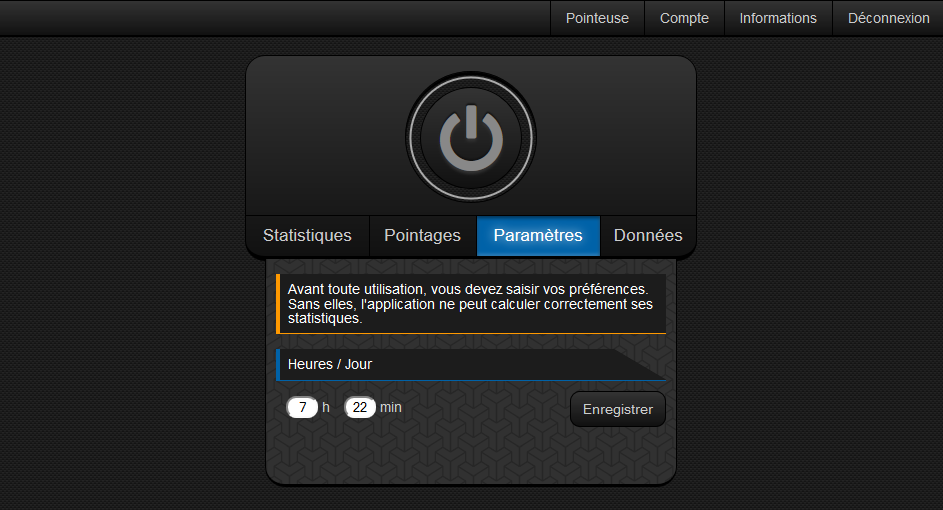 Pointeuse Compte Informations Déconnexion
Statistiques Pointages Paramètres Données
Avant toute utilisation, vous devez saisir vos préférences.
Sans elles, l'application ne peut calculer correctement ses
statistiques.
Heures / Jour
7 h 22 min Enregistrer